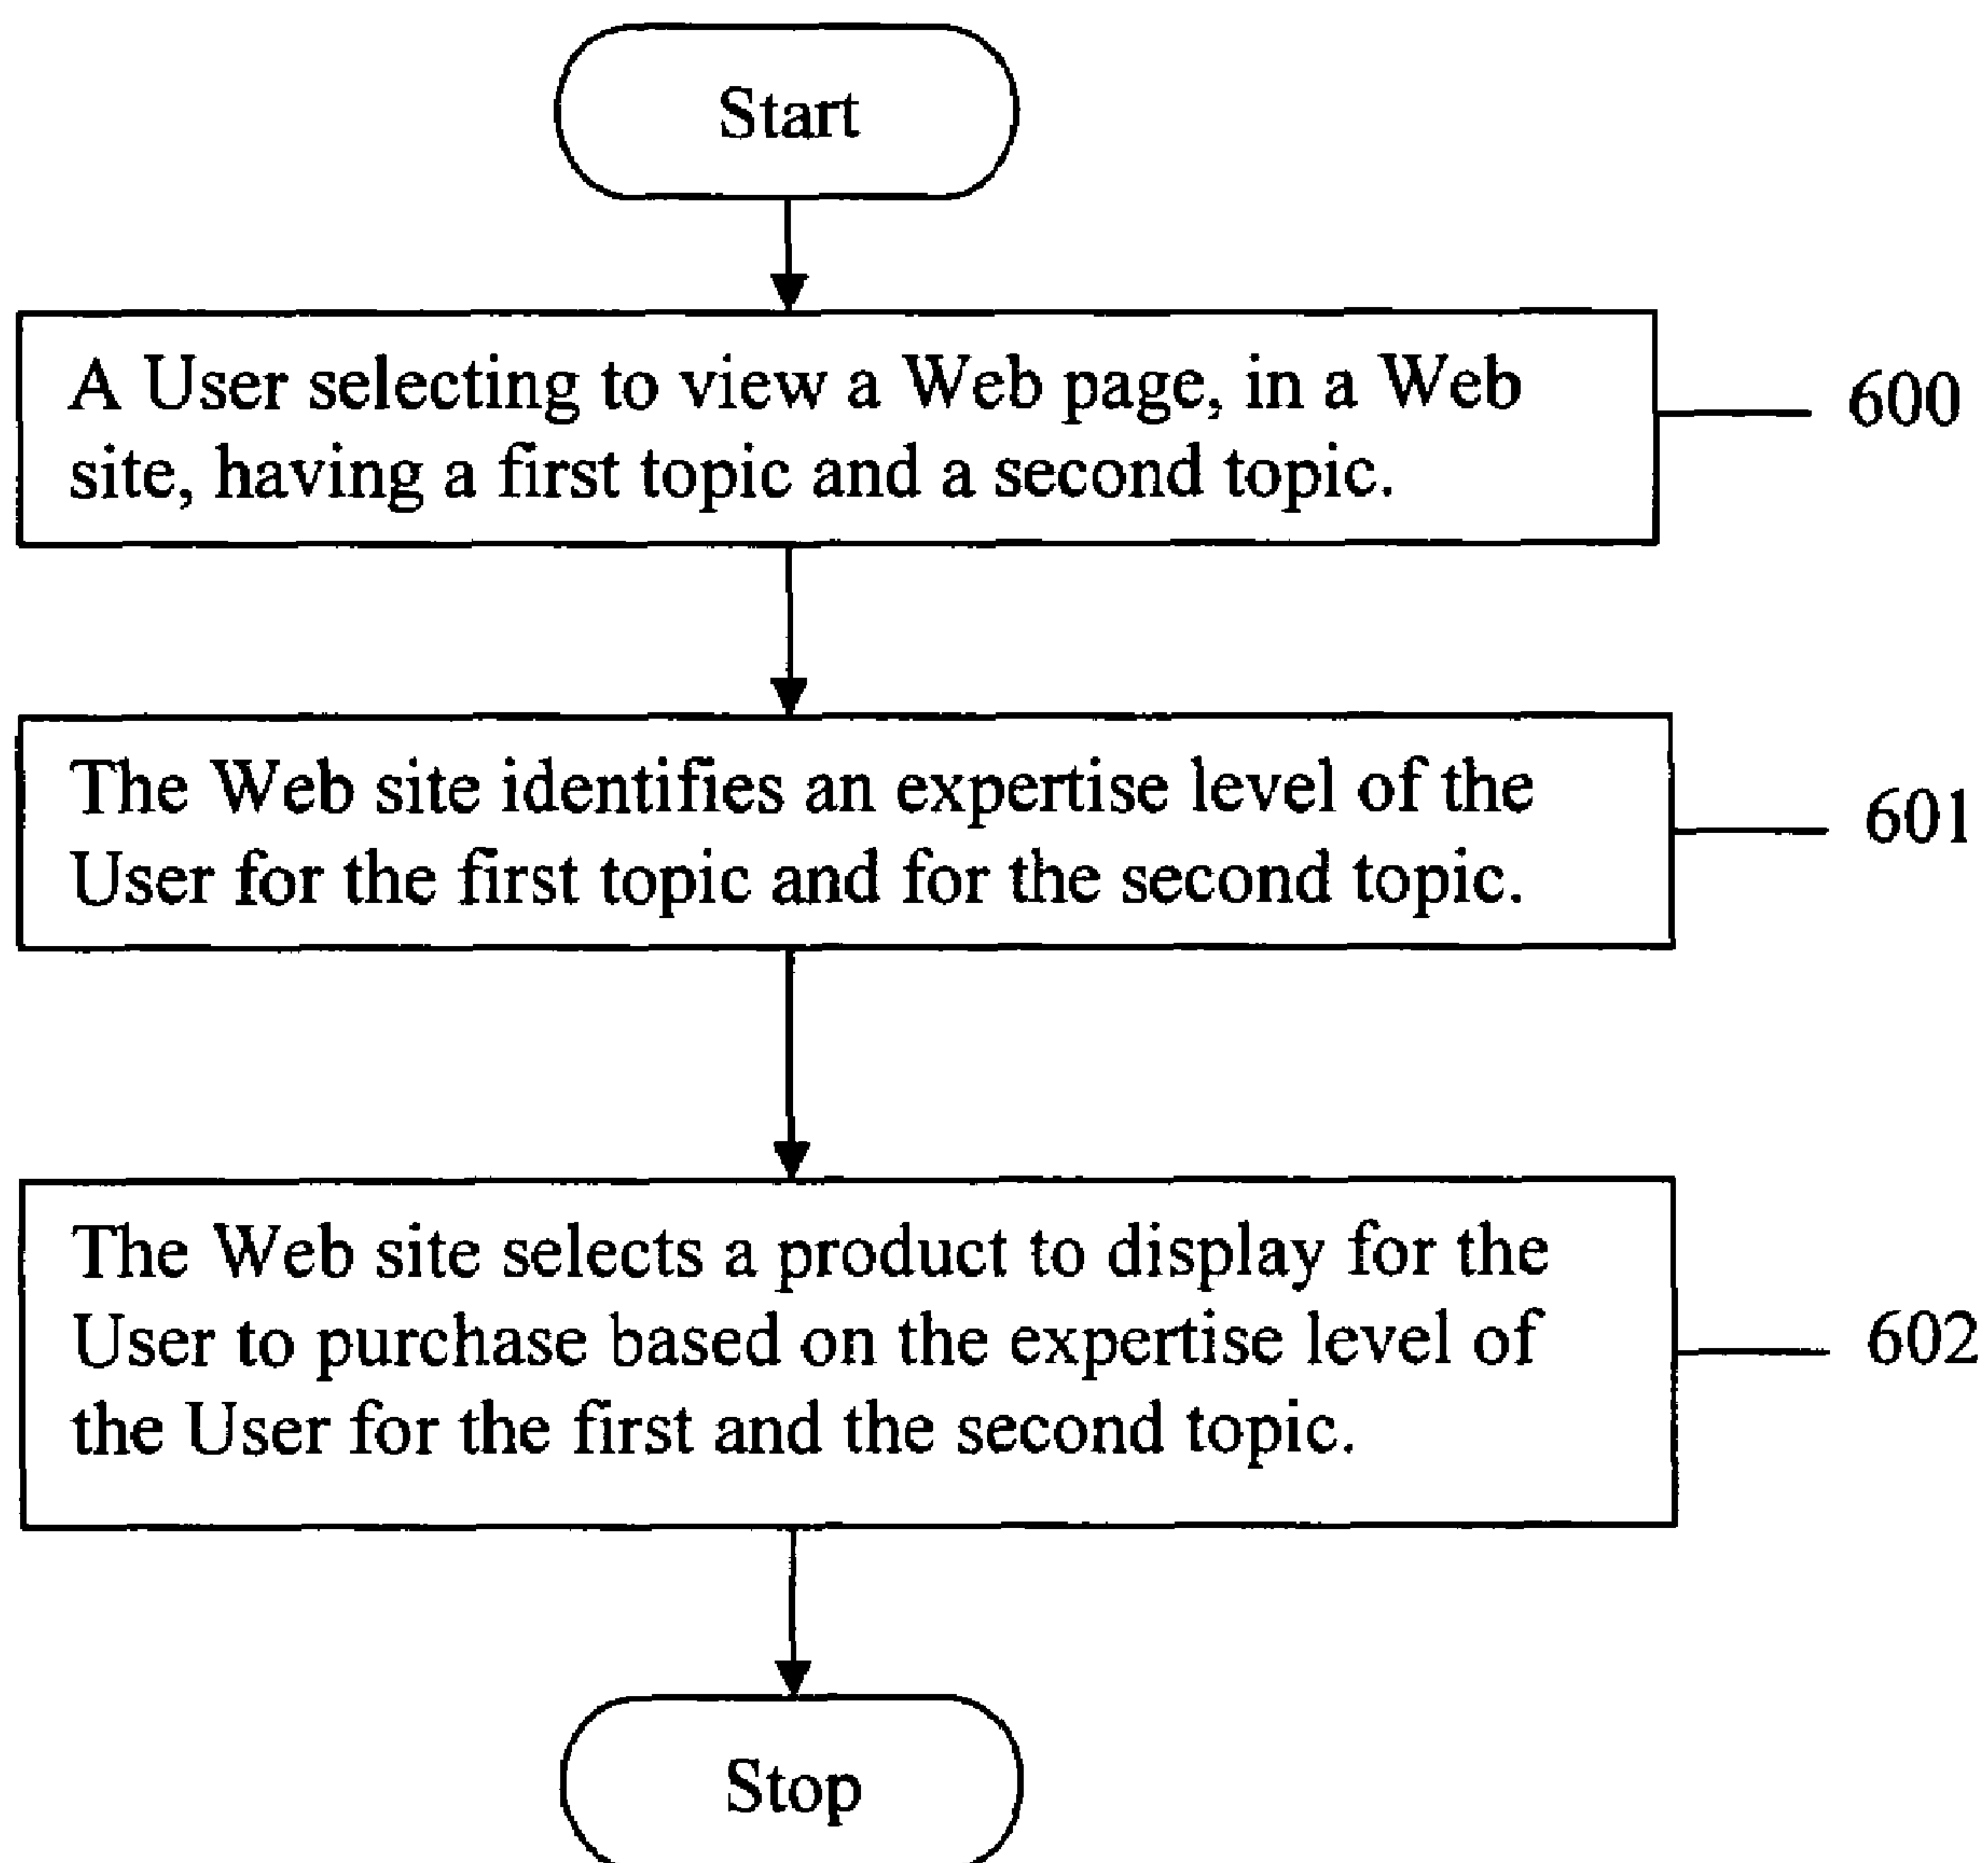 Start
A User selecting to view a Web page, in a Web
site, having a first topic and a second topic.
600
The Web site identifies an expertise level of the
User for the first topic and for the second topic.
601
The Web site selects a product to display for the
User to purchase based on the expertise level of
the User for the first and the second topic.
602
Stop